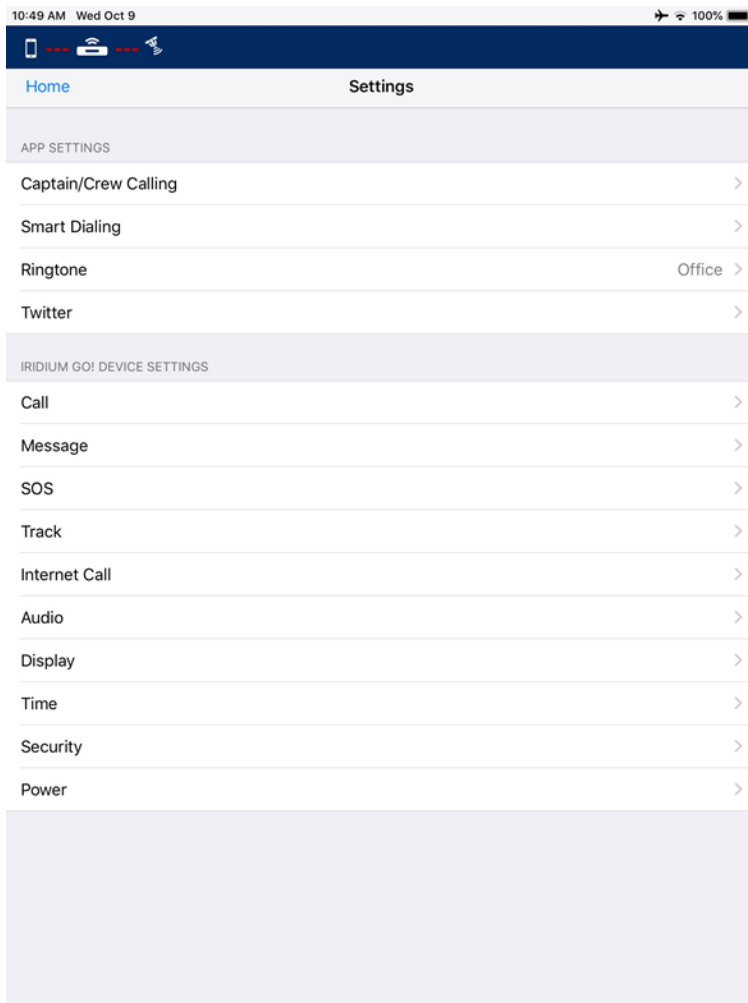 10:49 AM Wed Oct 9 100%
Home Settings
APP SETTINGS
Captain/Crew Calling
Smart Dialing
Ringtone Office
Twitter
IRIDIUM GO! DEVICE SETTINGS
Call
Message
SOS
Track
Internet Call
Audio
Display
Time
Security
Power